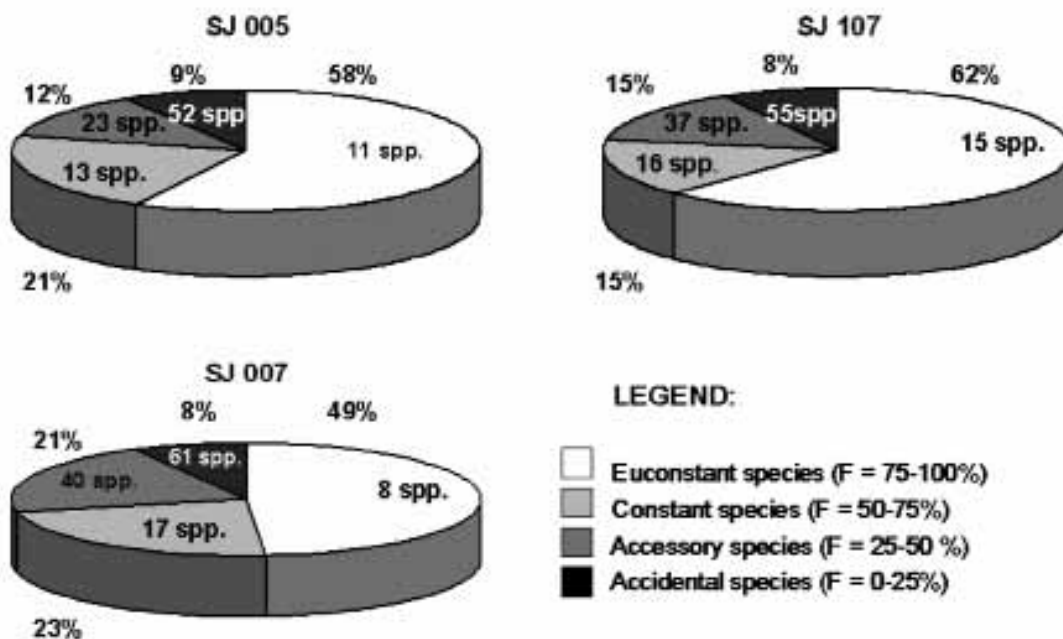 SJ 005
9%
58%
12%
52 spp
23 spp.
11 spp.
13 spp.
21%
SJ 107
8%
62%
15%
55spp
37 spp.
15 spp.
16 spp.
15%
SJ 007
8%
49%
21%
61 spp.
40 spp.
8 spp.
17 spp.
23%
LEGEND:
Euconstant species (F = 75-100%)
Constant species (F = 50-75%)
Accessory species (F = 25-50 %)
Accidental species (F = 0-25%)